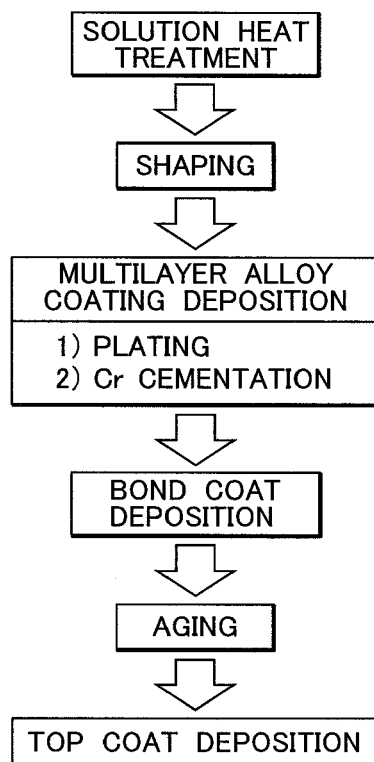 SOLUTION HEAT
TREATMENT
SHAPING
MULTILAYER ALLOY
COATING DEPOSITION
1) PLATING
2) Cr CEMENTATION
BOND COAT
DEPOSITION
AGING
TOP COAT DEPOSITION